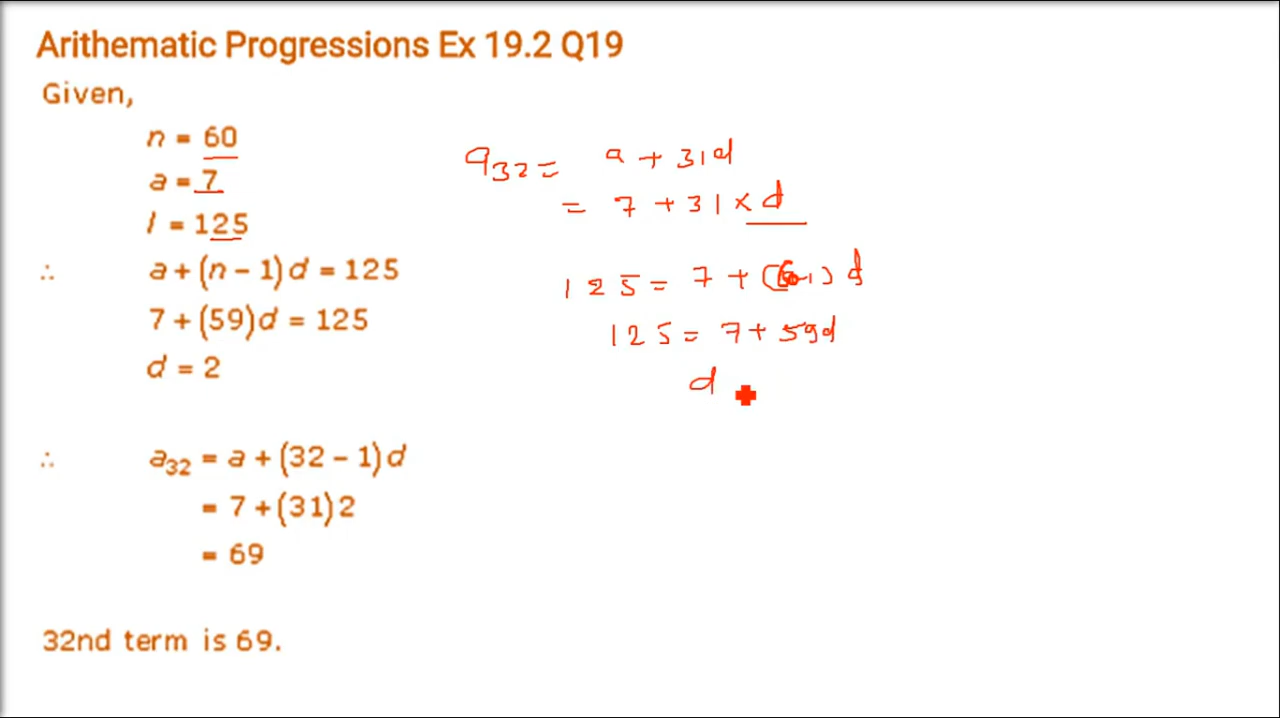 Arithematic Progressions Ex 19.2 Q19
Given,
n = 60
a = 7
l = 125
∴ a + (n − 1) d = 125
7 + (59) d = 125
d = 2
∴ a₃₂ = a + (32 − 1) d
= 7 + (31) 2
= 69
32nd term is 69.
a₃₂ = a + 31d
= 7 + 31 × d
125 = 7 + (60-1) d
125 = 7 + 59d
d